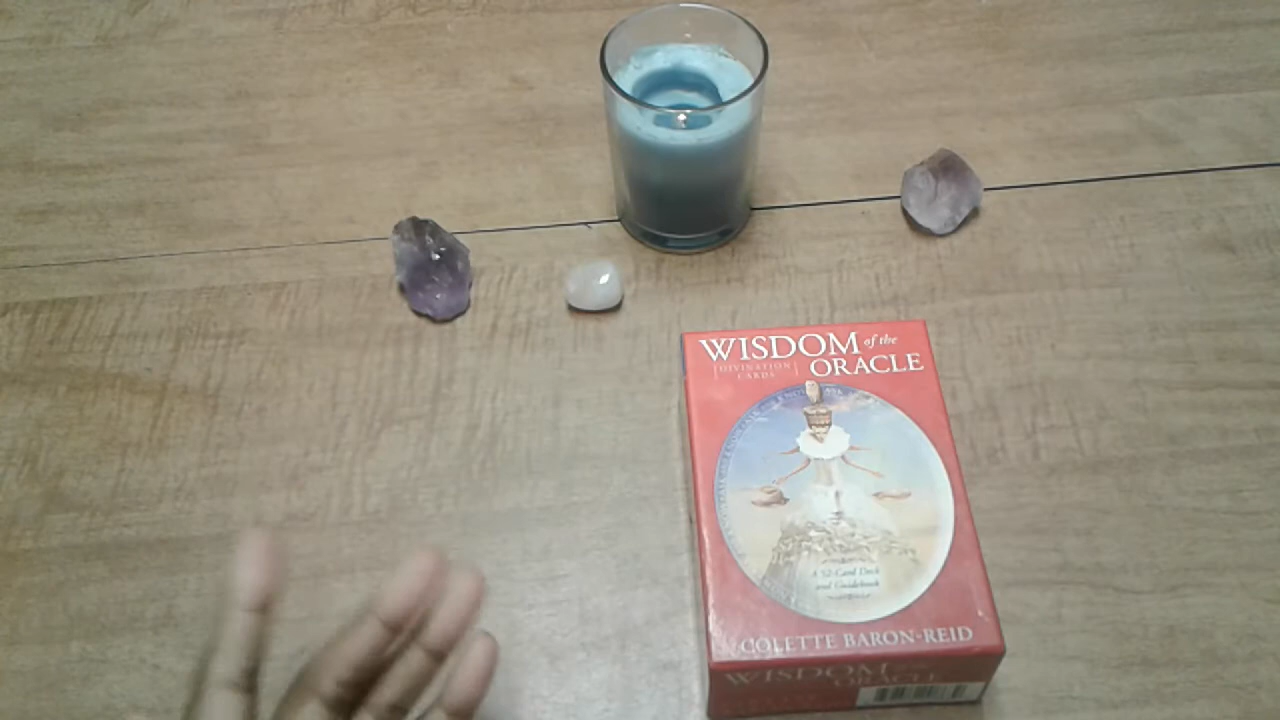 WISDOM of the
DIVINATION
CARDS
ORACLE
A 52-Card Deck
and Guidebook
COLETTE BARON-REID
WISDOM of the
ORACLE